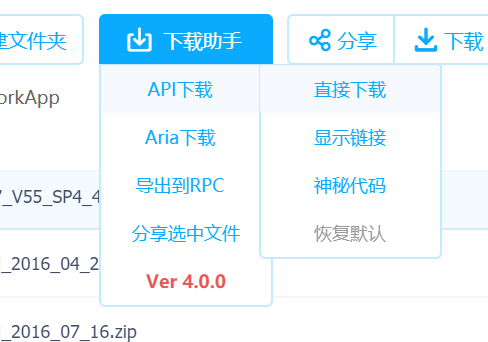 建文件夹 下载助手 分享 下载
orkApp
API下载 直接下载
Aria下载 显示链接
_V55_SP4_4 导出到RPC 神秘代码
分享选中文件 恢复默认
_2016_04_2
Ver 4.0.0
_2016_07_16.zip